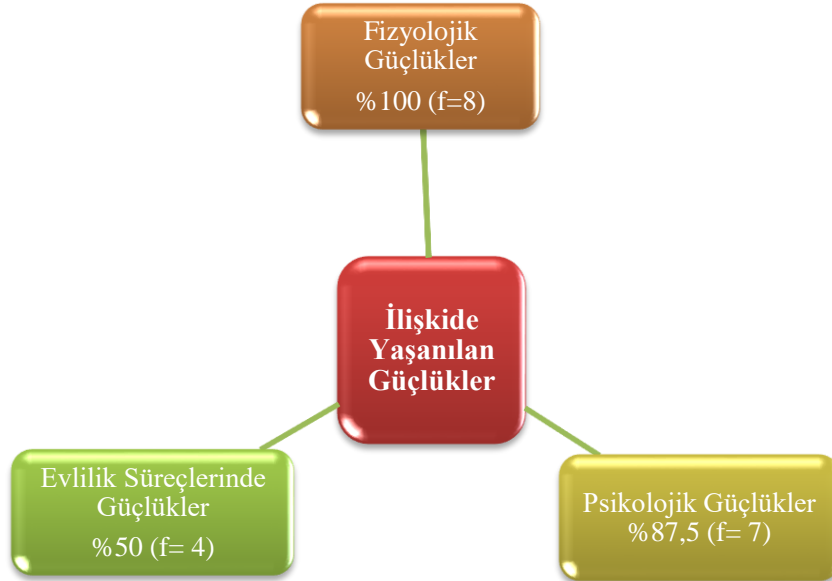 Fizyolojik
Güçlükler
%100 (f=8)
İlişkide
Yaşanılan
Güçlükler
Evlilik Süreçlerinde
Güçlükler
%50 (f= 4)
Psikolojik Güçlükler
%87,5 (f= 7)